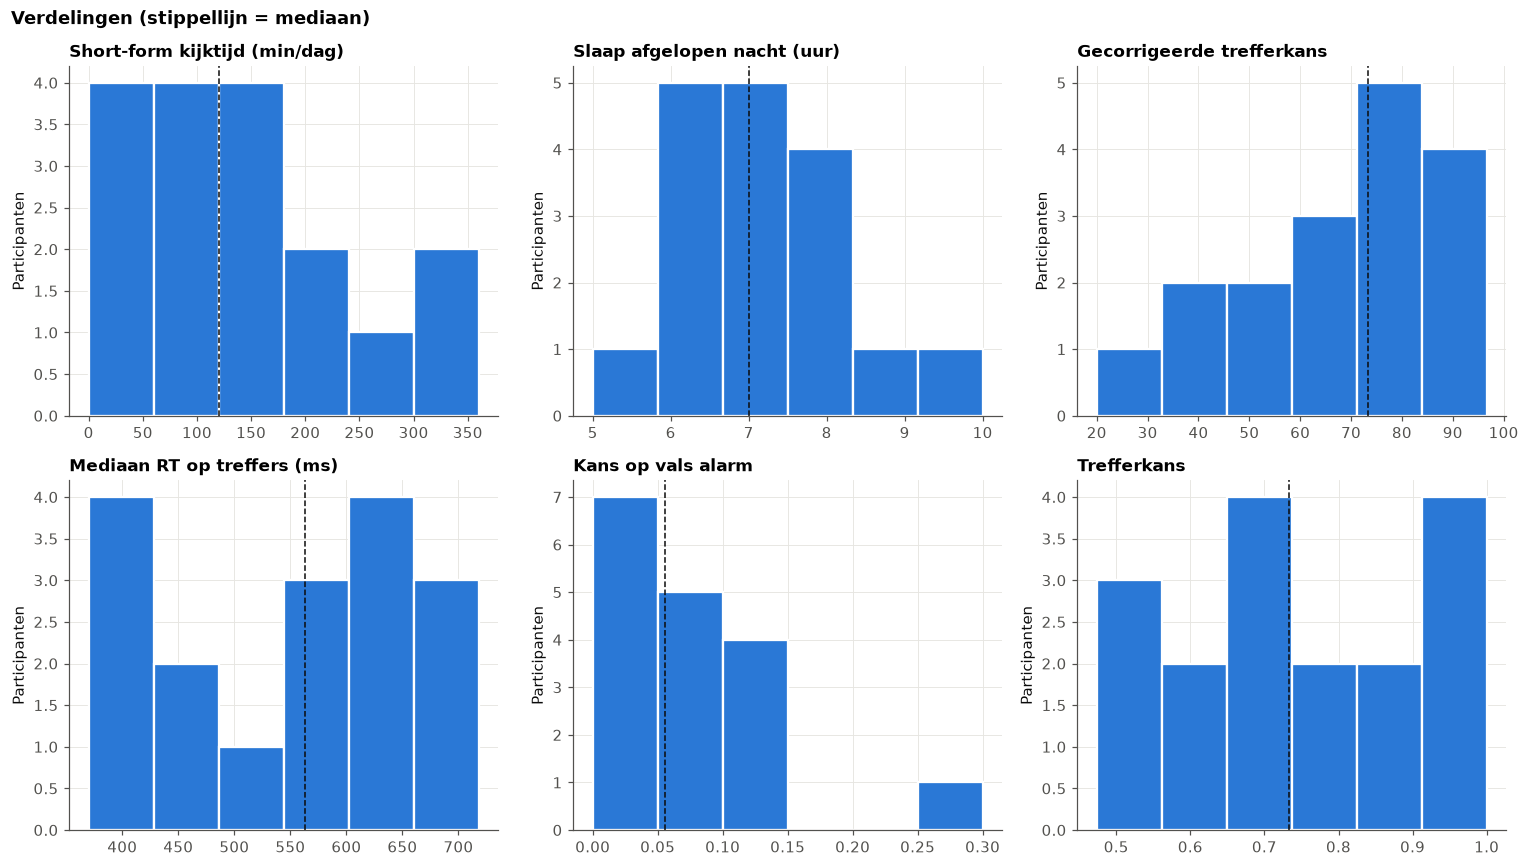 Verdelingen (stippellijn = mediaan)
Short-form kijktijd (min/dag)
Participanten
4.0
3.5
3.0
2.5
2.0
1.5
1.0
0.5
0.0
0 50 100 150 200 250 300 350
Slaap afgelopen nacht (uur)
Participanten
5
4
3
2
1
0
5 6 7 8 9 10
Gecorrigeerde trefferkans
Participanten
5
4
3
2
1
0
20 30 40 50 60 70 80 90 100
Mediaan RT op treffers (ms)
Participanten
4.0
3.5
3.0
2.5
2.0
1.5
1.0
0.5
0.0
400 450 500 550 600 650 700
Kans op vals alarm
Participanten
7
6
5
4
3
2
1
0
0.00 0.05 0.10 0.15 0.20 0.25 0.30
Trefferkans
Participanten
4.0
3.5
3.0
2.5
2.0
1.5
1.0
0.5
0.0
0.5 0.6 0.7 0.8 0.9 1.0